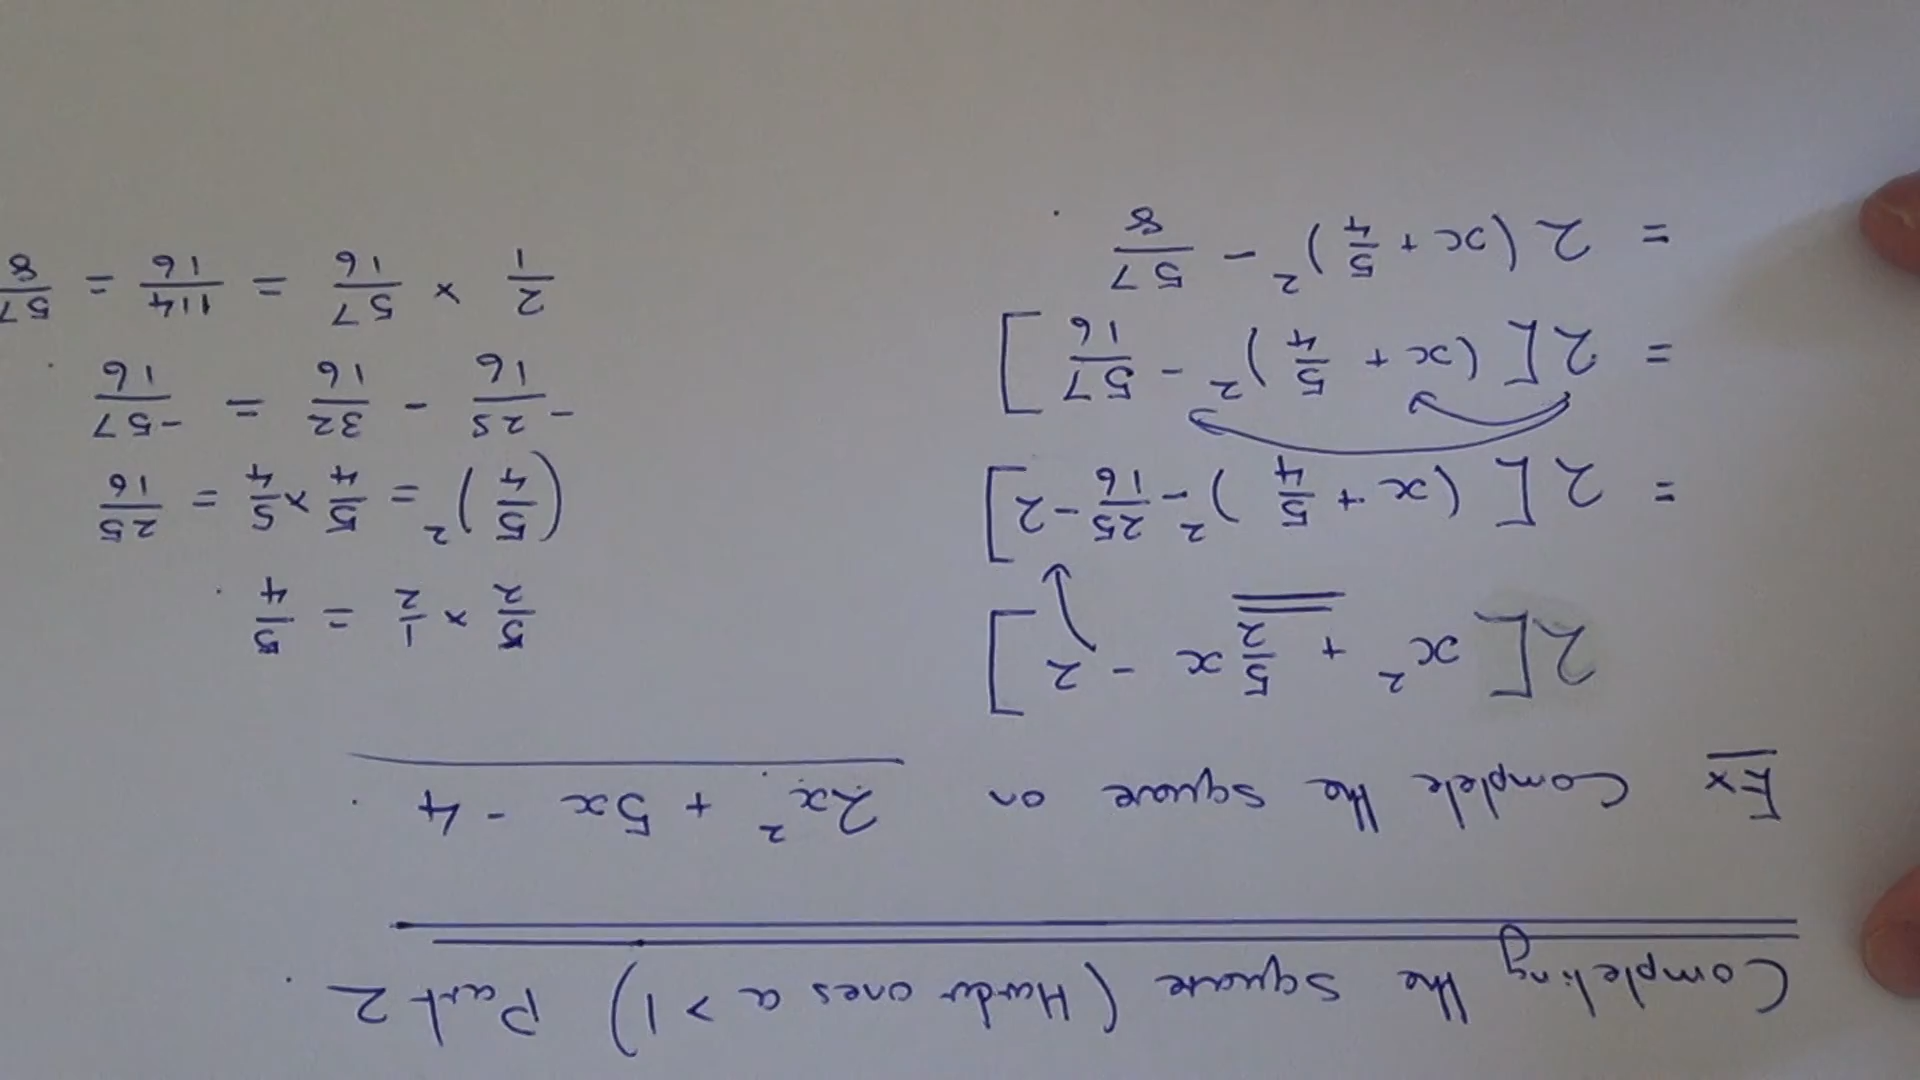 Completing the square (Harder ones a > 1) Part 2.
Ex Complete the square on 2x² + 5x - 4.
2[x² + 5/2 x - 2]
= 2[(x + 5/4)² - 25/16 - 2]
= 2[(x + 5/4)² - 57/16]
= 2(x + 5/4)² - 57/8.
5/2 × 1/2 = 5/4.
(5/4)² = 5/4 × 5/4 = 25/16
-25/16 - 32/16 = -57/16.
2/1 × 57/16 = 114/16 = 57/8